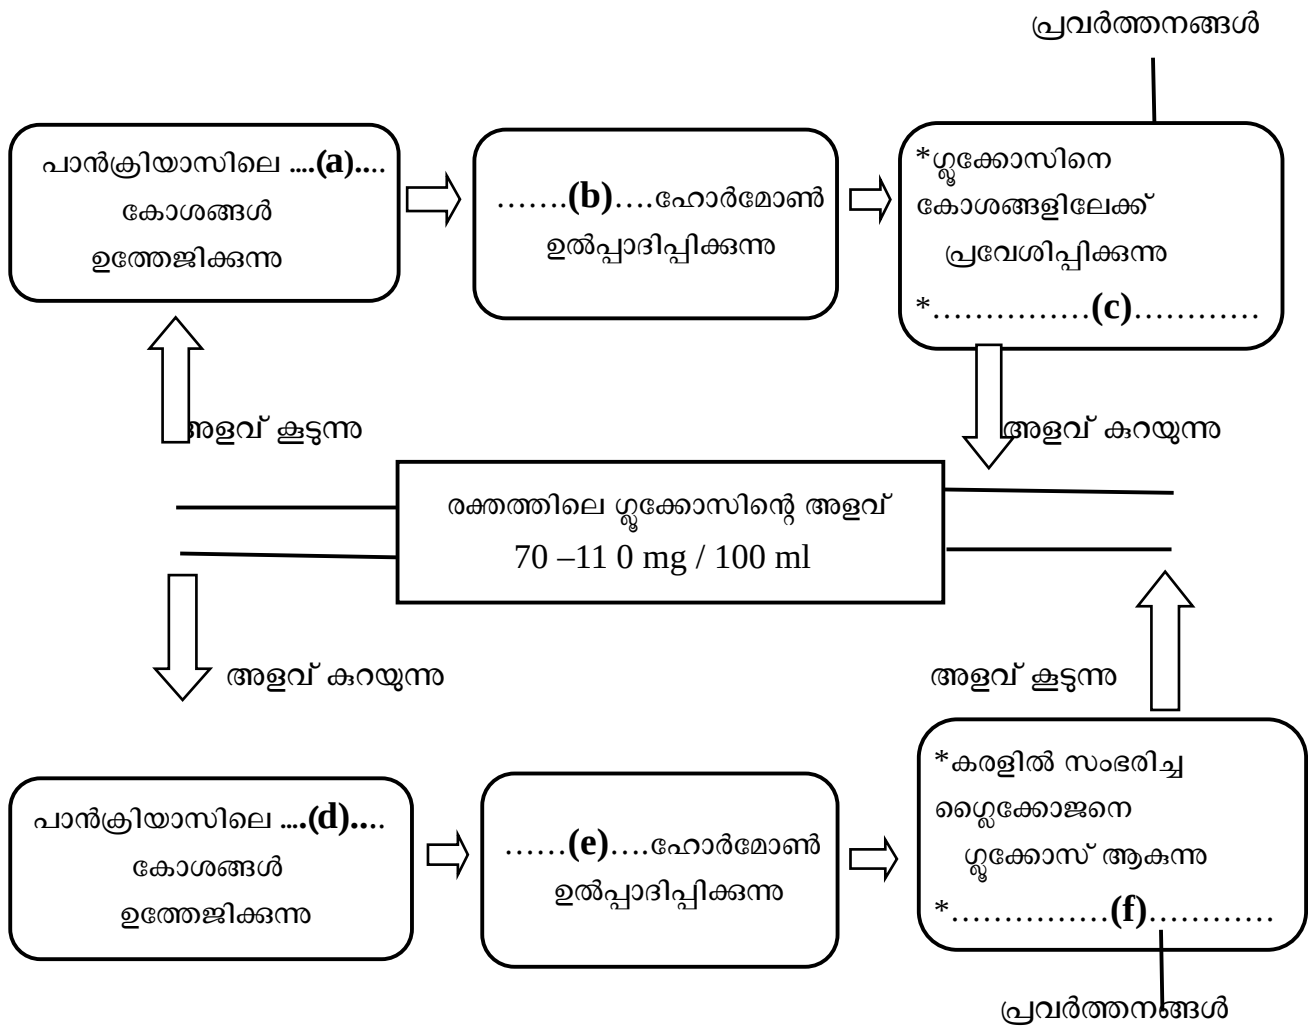 പ്രവർത്തനങ്ങൾ
പാൻക്രിയാസിലെ ....(a)....
കോശങ്ങൾ
ഉത്തേജിക്കുന്നു
.......(b)....ഹോർമോൺ
ഉൽപ്പാദിപ്പിക്കുന്നു
*ഗ്ലൂക്കോസിനെ
കോശങ്ങളിലേക്ക്
പ്രവേശിപ്പിക്കുന്നു
*...............(c)............
അളവ് കൂടുന്നു
അളവ് കുറയുന്നു
രക്തത്തിലെ ഗ്ലൂക്കോസിന്റെ അളവ്
70 –11 0 mg / 100 ml
അളവ് കുറയുന്നു
അളവ് കൂടുന്നു
പാൻക്രിയാസിലെ ....(d)....
കോശങ്ങൾ
ഉത്തേജിക്കുന്നു
......(e)....ഹോർമോൺ
ഉൽപ്പാദിപ്പിക്കുന്നു
*കരളിൽ സംഭരിച്ച
ഗ്ലൈക്കോജനെ
ഗ്ലൂക്കോസ് ആകുന്നു
*...............(f)............
പ്രവർത്തനങ്ങൾ